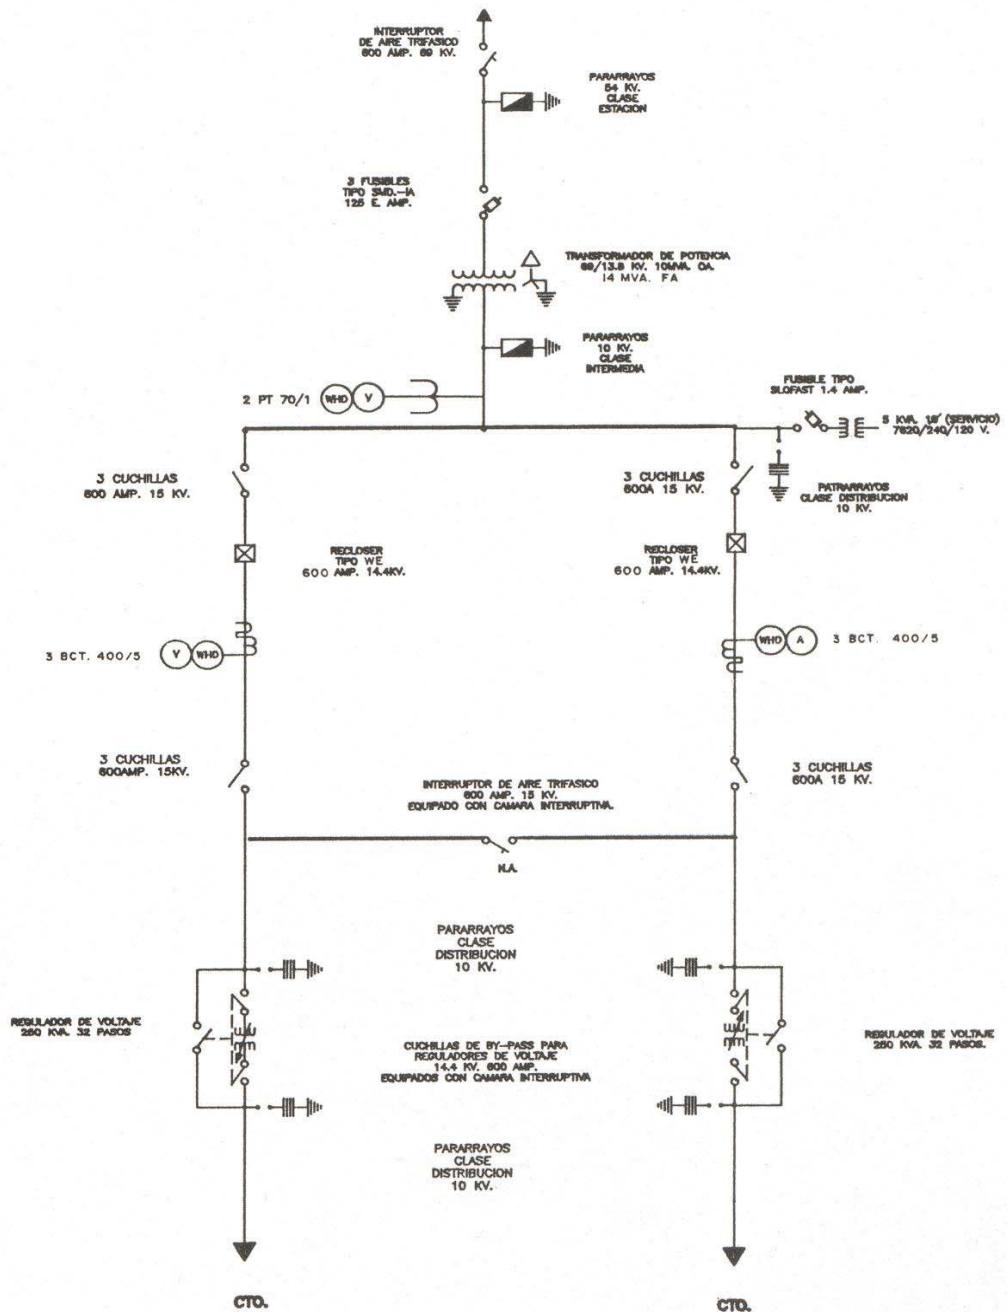 INTERRUPTOR
DE AIRE TRIFASICO
600 AMP. 69 KV.
PARARRAYOS
54 KV.
CLASE
ESTACION
3 FUSIBLES
TIPO SMD.-IA
125 E. AMP.
TRANSFORMADOR DE POTENCIA
69/13.8 KV. 10MVA. OA.
14 MVA. FA
PARARRAYOS
10 KV.
CLASE
INTERMEDIA
2 PT 70/1
WHD
V
FUSIBLE TIPO
SLOFAST 1.4 AMP.
5 KVA. 1Ø (SERVICIO)
7620/240/120 V.
3 CUCHILLAS
600 AMP. 15 KV.
3 CUCHILLAS
600A 15 KV.
PATRARRAYOS
CLASE DISTRIBUCION
10 KV.
RECLOSER
TIPO WE
600 AMP. 14.4KV.
RECLOSER
TIPO WE
600 AMP. 14.4KV.
3 BCT. 400/5
V
WHD
WHD
A
3 BCT. 400/5
3 CUCHILLAS
600AMP. 15KV.
3 CUCHILLAS
600A 15 KV.
INTERRUPTOR DE AIRE TRIFASICO
600 AMP. 15 KV.
EQUIPADO CON CAMARA INTERRUPTIVA.
N.A.
PARARRAYOS
CLASE
DISTRIBUCION
10 KV.
REGULADOR DE VOLTAJE
250 KVA. 32 PASOS
CUCHILLAS DE BY-PASS PARA
REGULADORES DE VOLTAJE
14.4 KV. 600 AMP.
EQUIPADOS CON CAMARA INTERRUPTIVA
REGULADOR DE VOLTAJE
250 KVA. 32 PASOS.
PARARRAYOS
CLASE
DISTRIBUCION
10 KV.
CTO.
CTO.